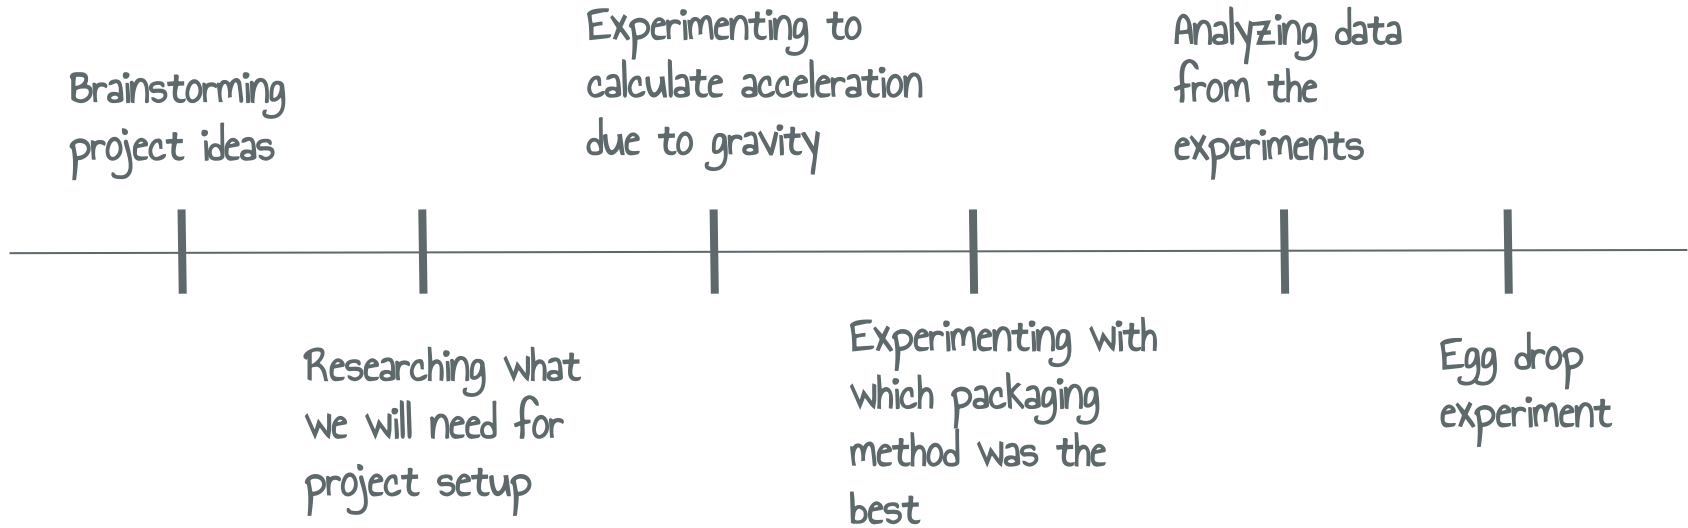 Brainstorming
project ideas
Researching what
we will need for
project setup
Experimenting to
calculate acceleration
due to gravity
Experimenting with
which packaging
method was the
best
Analyzing data
from the
experiments
Egg drop
experiment